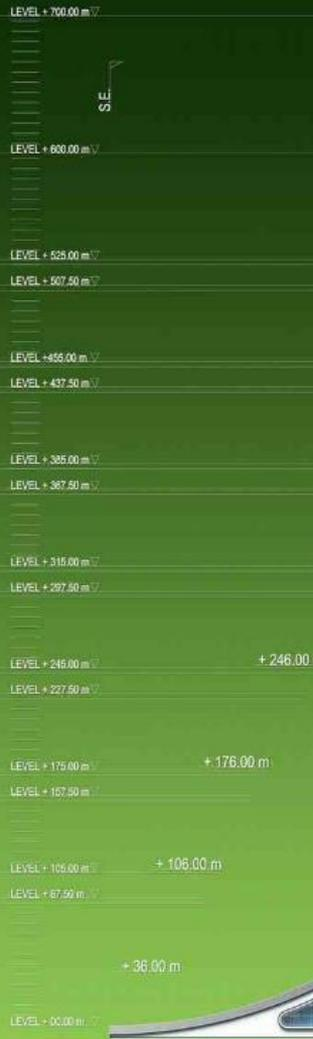 LEVEL + 700.00 m
S.E.
LEVEL + 600.00 m
LEVEL + 525.00 m
LEVEL + 507.50 m
LEVEL +455.00 m
LEVEL + 437.50 m
LEVEL + 385.00 m
LEVEL + 367.50 m
LEVEL + 315.00 m
LEVEL + 297.50 m
LEVEL + 245.00 m
+ 246.00
LEVEL + 227.50 m
LEVEL + 175.00 m
+ 176.00 m
LEVEL + 157.50 m
LEVEL + 105.00 m
+ 106.00 m
LEVEL + 87.50 m
+ 36.00 m
LEVEL + 00.00 m